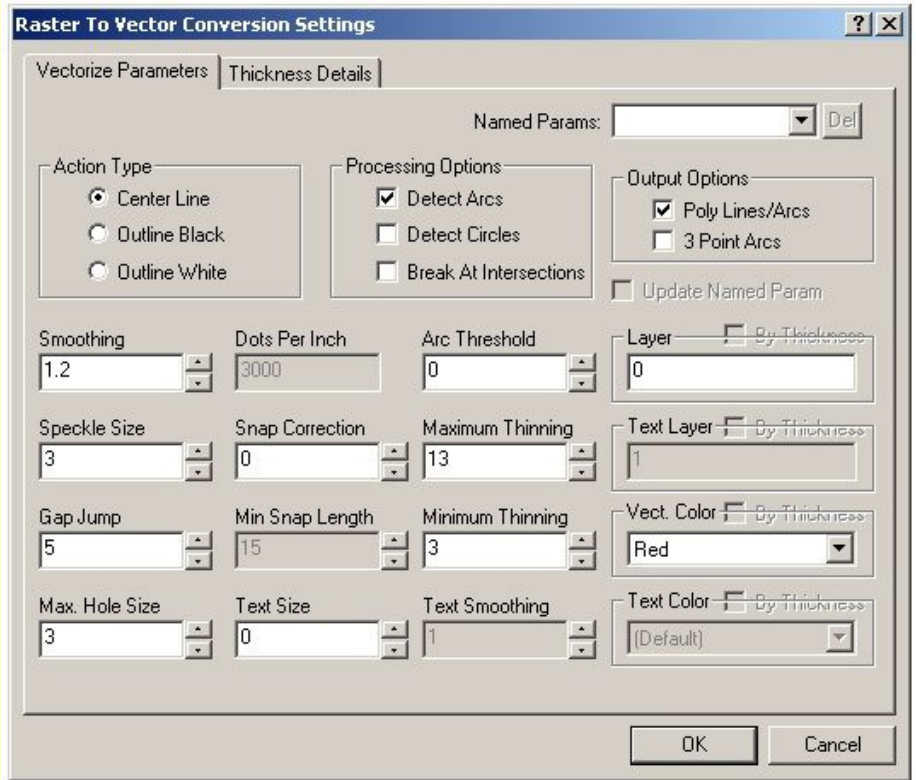 Raster To Vector Conversion Settings
Vectorize Parameters Thickness Details
Named Params: Del
Action Type
Center Line
Outline Black
Outline White
Processing Options
Detect Arcs
Detect Circles
Break At Intersections
Output Options
Poly Lines/Arcs
3 Point Arcs
Update Named Param
Smoothing Dots Per Inch Arc Threshold Layer By Thickness
1.2 3000 0 0
Speckle Size Snap Correction Maximum Thinning Text Layer By Thickness
3 0 13 1
Gap Jump Min Snap Length Minimum Thinning Vect. Color By Thickness
5 15 3 Red
Max. Hole Size Text Size Text Smoothing Text Color By Thickness
3 0 1 (Default)
OK Cancel